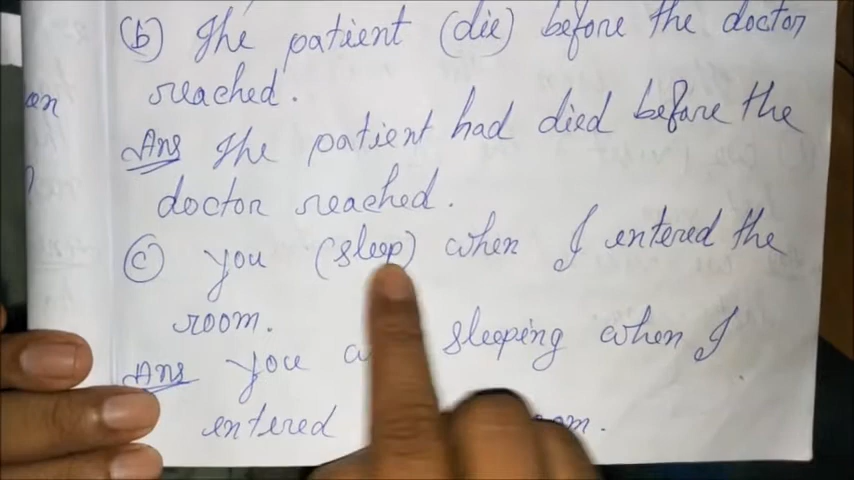 (b) The patient (die) before the doctor
reached.
Ans The patient had died before the
doctor reached.
(c) you (sleep) when I entered the
room.
Ans you sleeping when I
entered